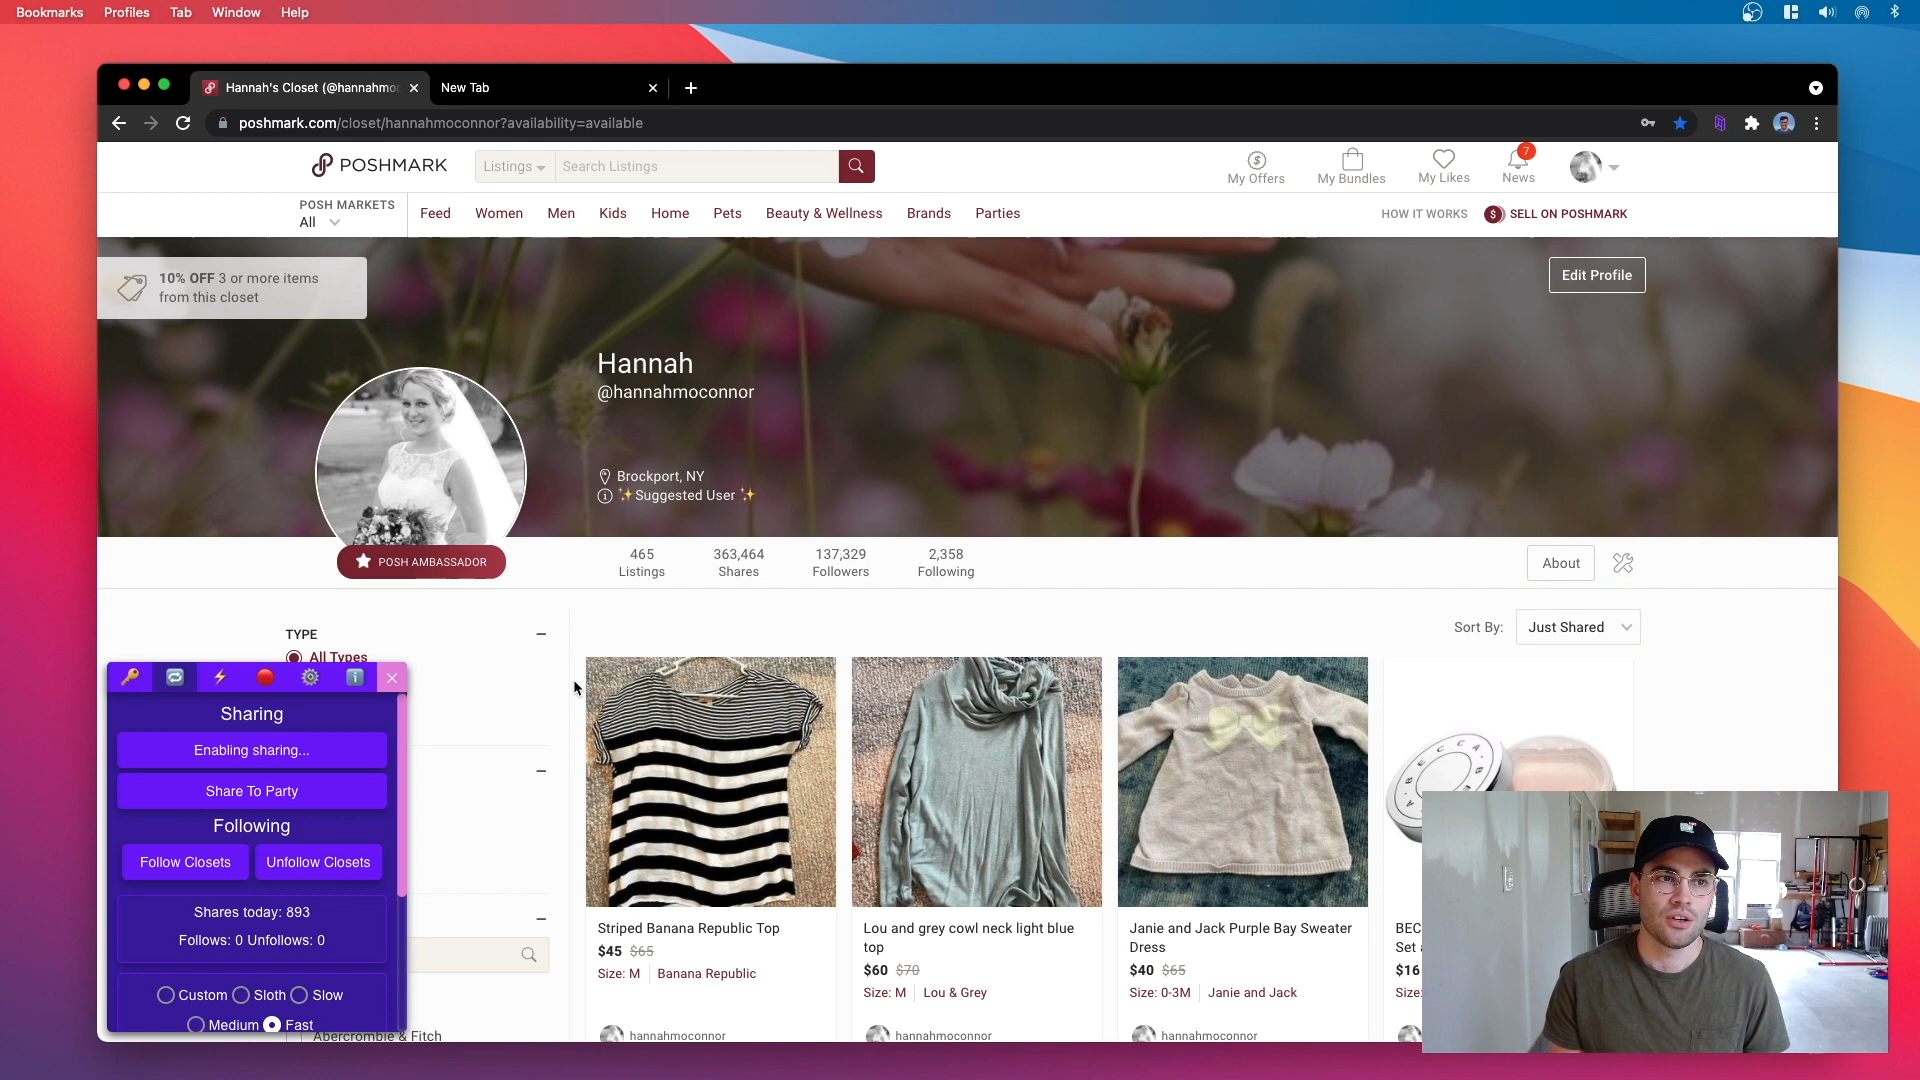 Bookmarks Profiles Tab Window Help
Hannah's Closet (@hannahmoc
New Tab
poshmark.com/closet/hannahmoconnor?availability=available
POSHMARK
Listings
Search Listings
My Offers
My Bundles
My Likes
7
News
POSH MARKETS
All
Feed Women Men Kids Home Pets Beauty & Wellness Brands Parties
HOW IT WORKS
SELL ON POSHMARK
10% OFF 3 or more items
from this closet
Edit Profile
Hannah
@hannahmoconnor
Brockport, NY
✨Suggested User ✨
POSH AMBASSADOR
465
Listings
363,464
Shares
137,329
Followers
2,358
Following
About
TYPE
All Types
Sort By: Just Shared
Sharing
Enabling sharing...
Share To Party
Following
Follow Closets
Unfollow Closets
Shares today: 893
Follows: 0 Unfollows: 0
Custom Sloth Slow
Medium Fast
Abercrombie & Fitch
Striped Banana Republic Top
$45 $65
Size: M Banana Republic
hannahmoconnor
Lou and grey cowl neck light blue
top
$60 $70
Size: M Lou & Grey
hannahmoconnor
Janie and Jack Purple Bay Sweater
Dress
$40 $65
Size: 0-3M Janie and Jack
hannahmoconnor
BECCA
BEC
Set
$16
Size: